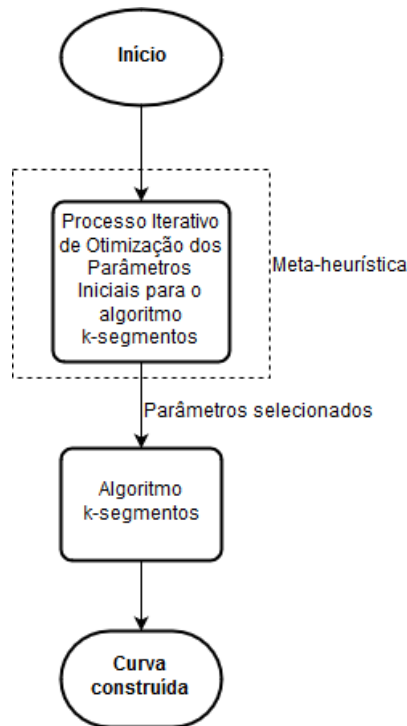 Início
Processo Iterativo
de Otimização dos
Parâmetros
Iniciais para o
algoritmo
k-segmentos
Meta-heurística
Parâmetros selecionados
Algoritmo
k-segmentos
Curva
construída